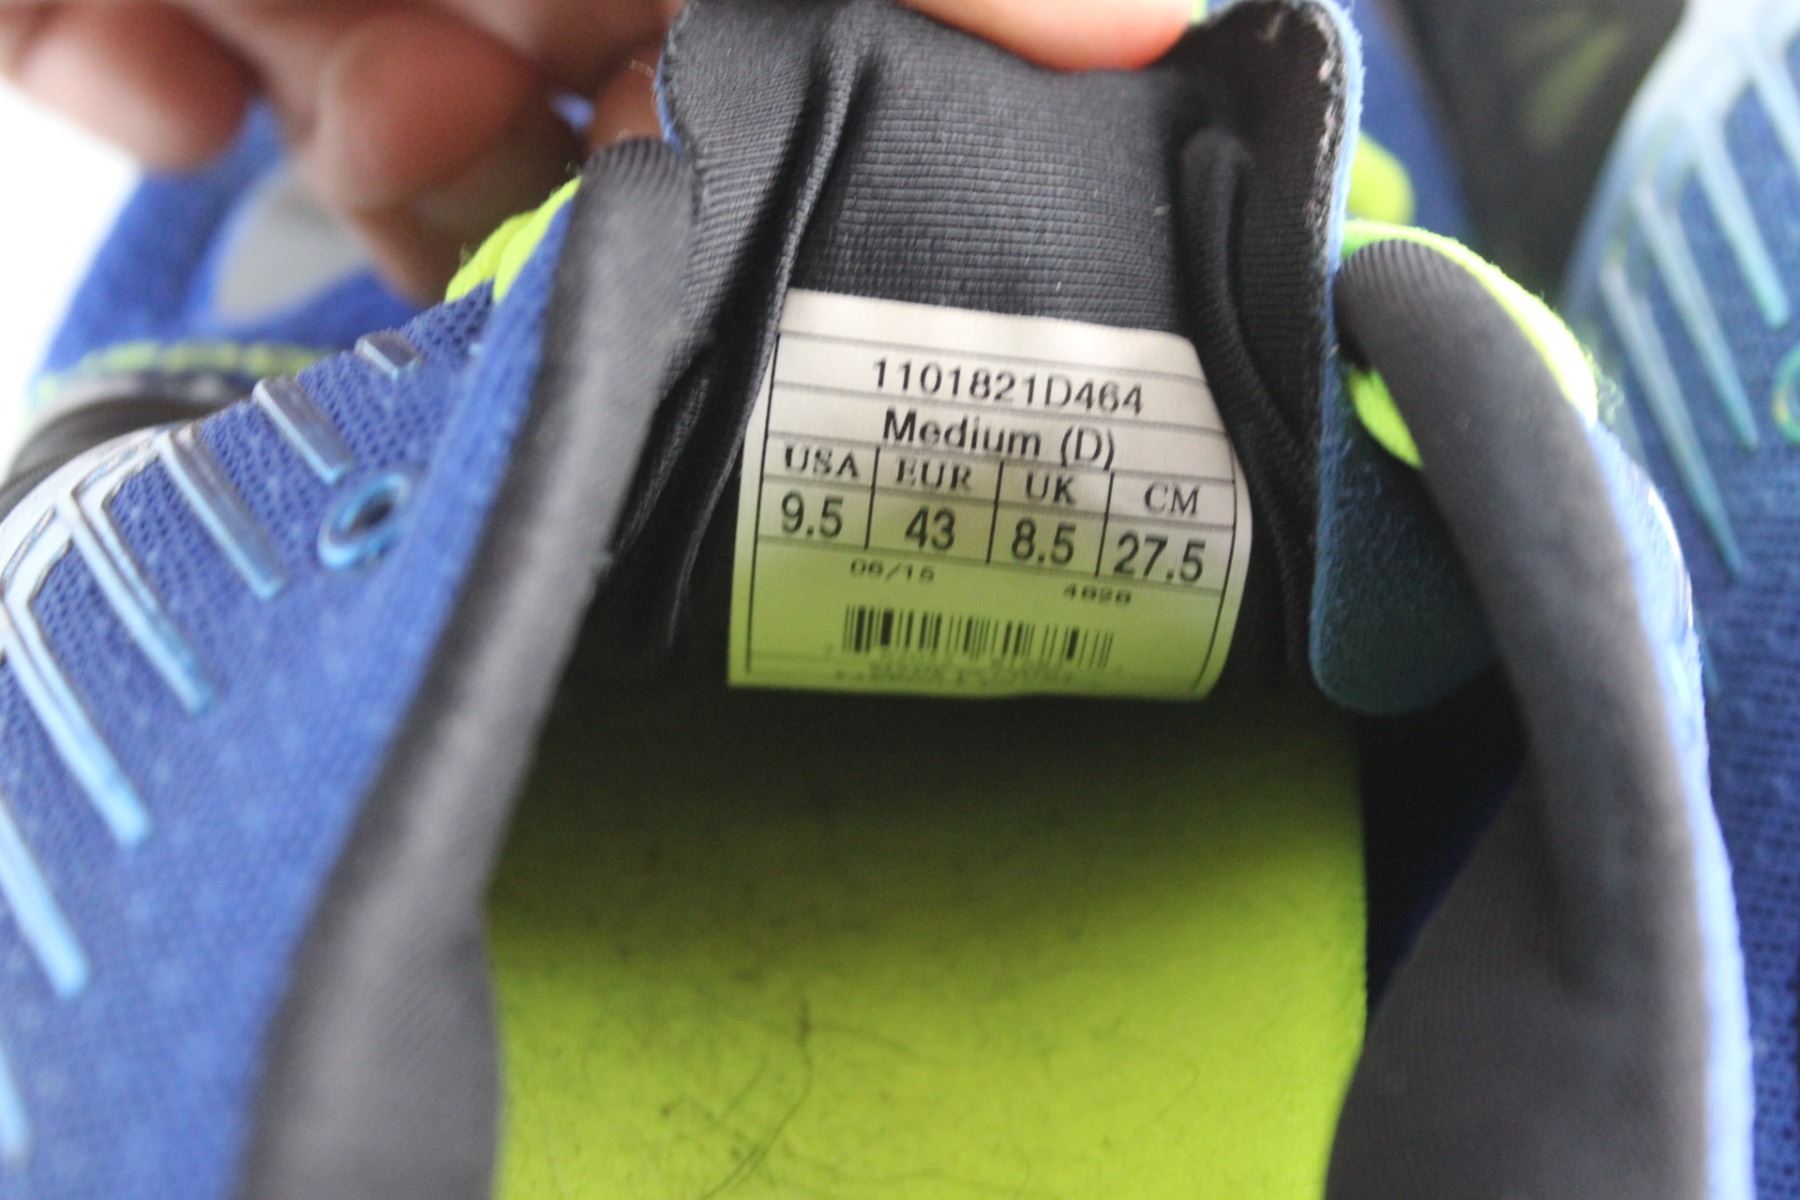 1101821D464
Medium (D)
USA EUR UK CM
9.5 43 8.5 27.5
06/15 4828